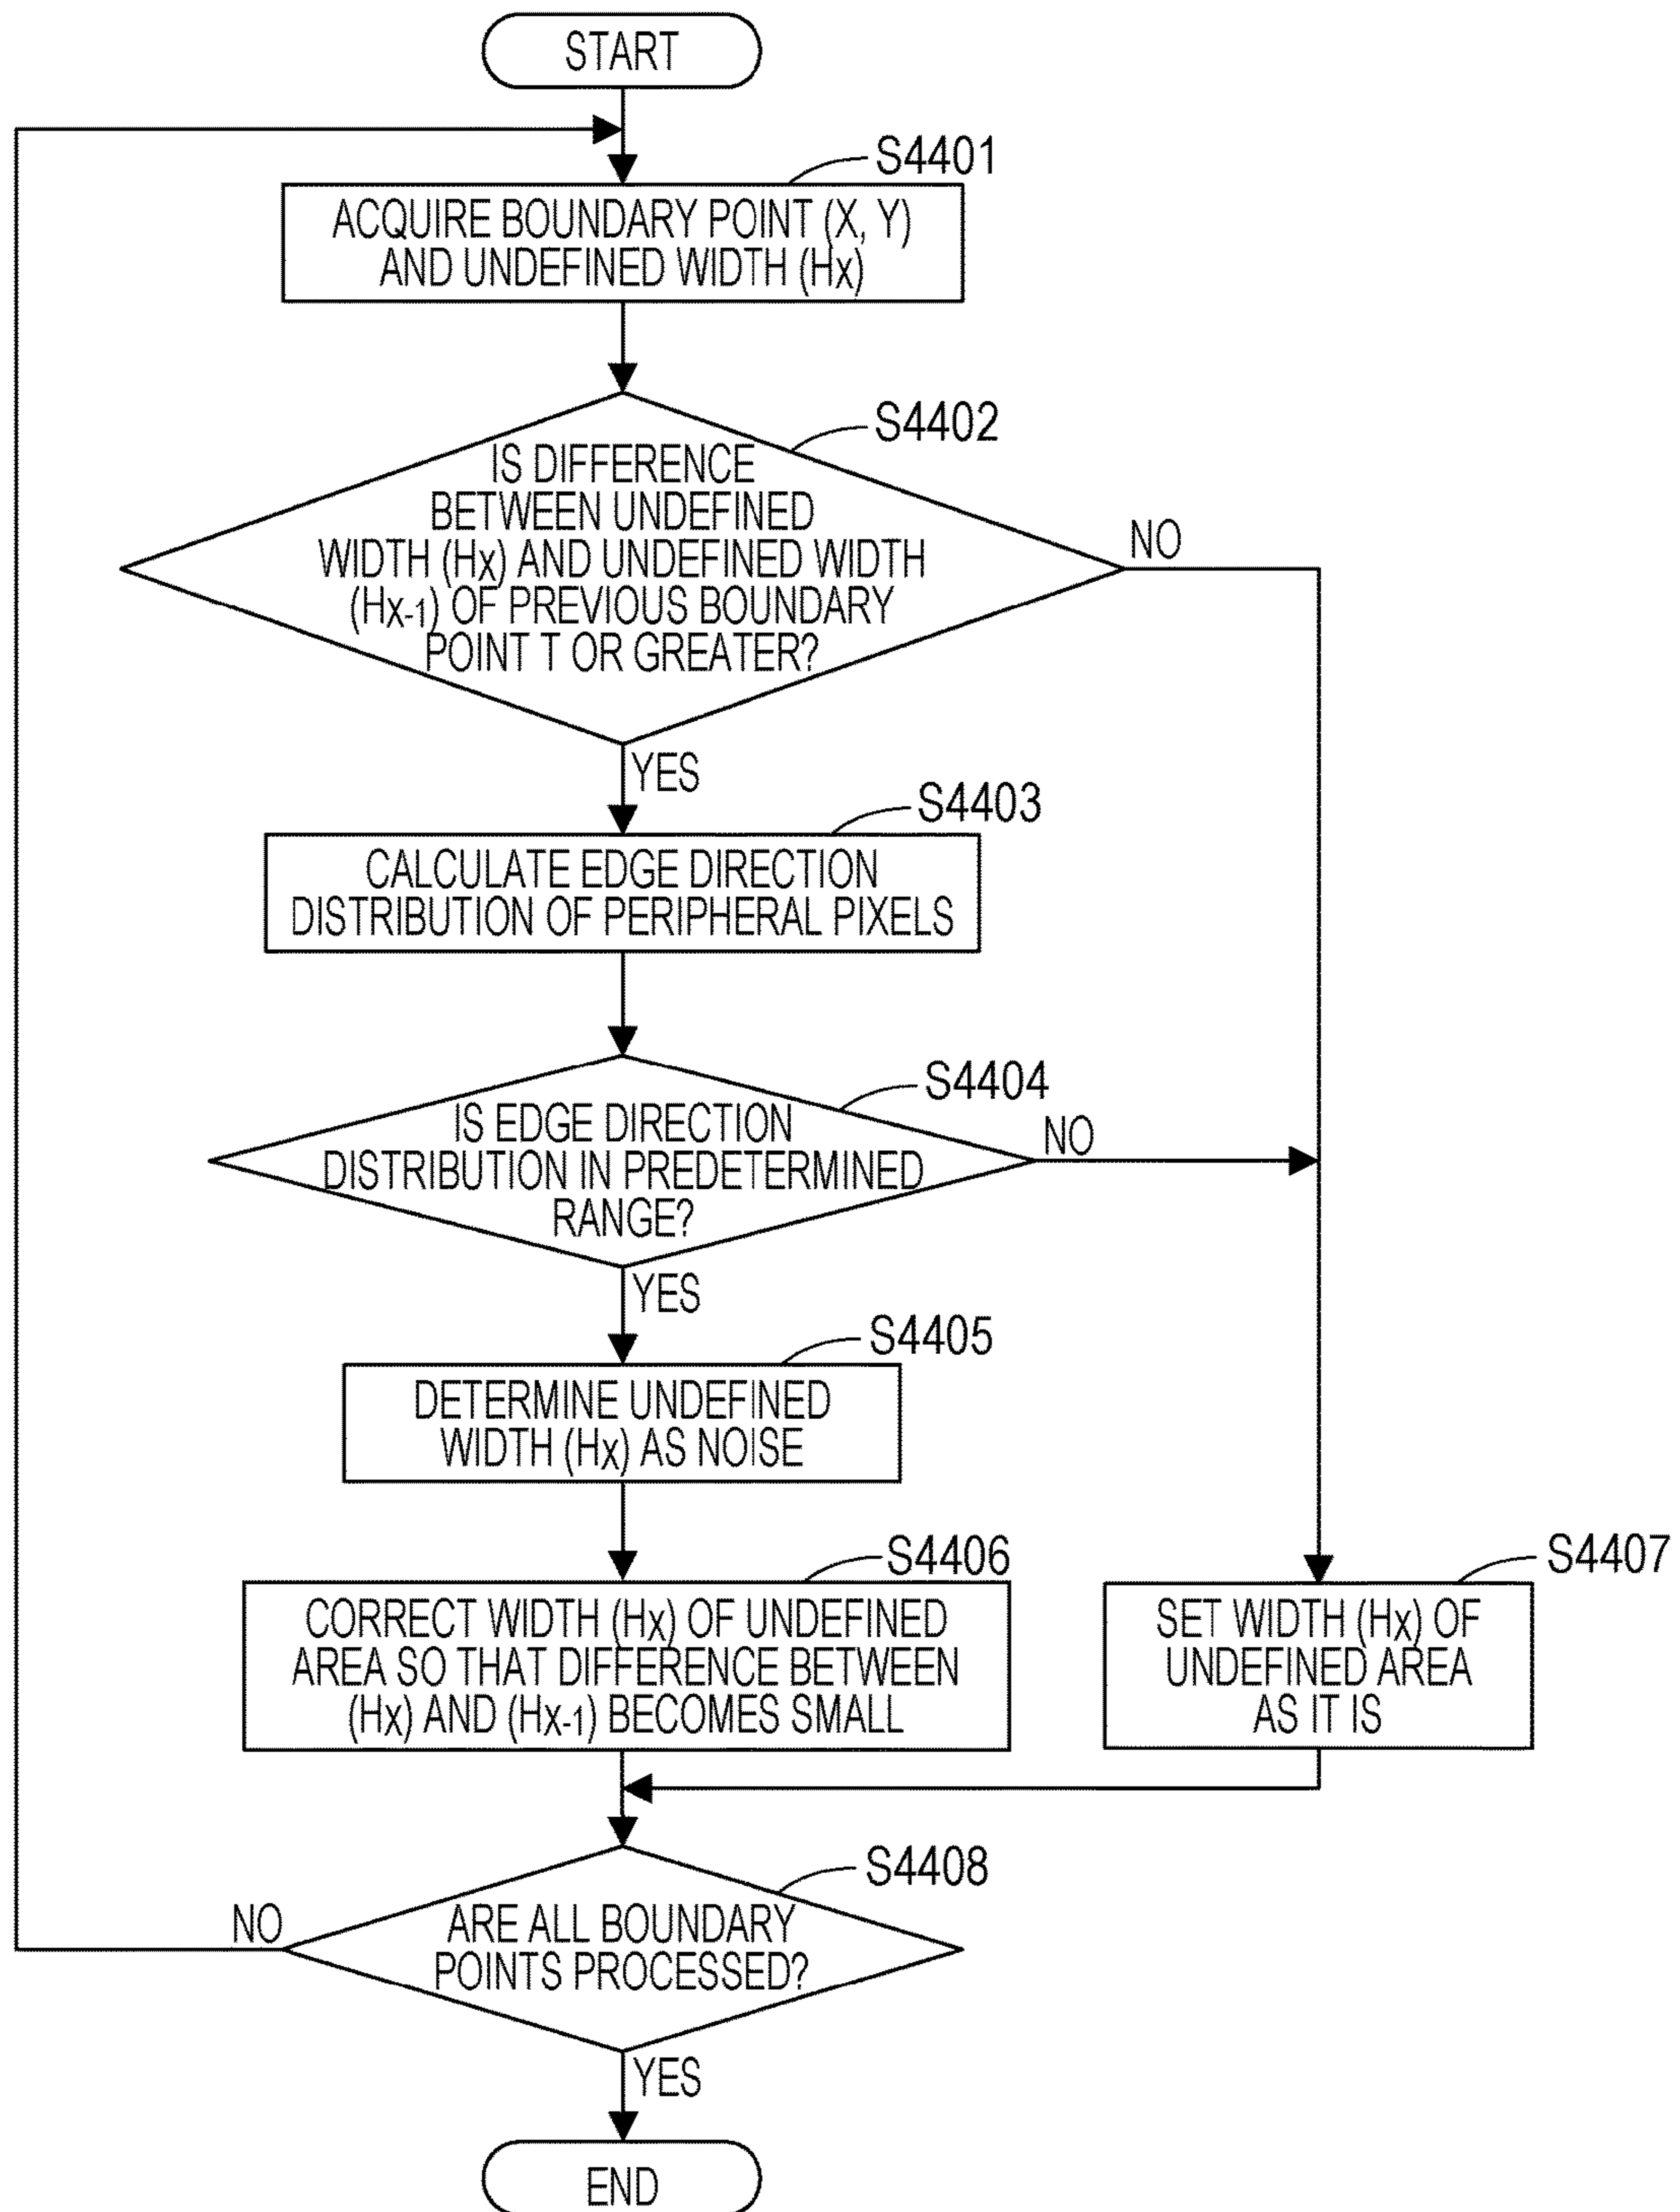 START
S4401
ACQUIRE BOUNDARY POINT (X, Y)
AND UNDEFINED WIDTH (HX)
S4402
IS DIFFERENCE
BETWEEN UNDEFINED
WIDTH (HX) AND UNDEFINED WIDTH
(HX-1) OF PREVIOUS BOUNDARY
POINT T OR GREATER?
NO
YES
S4403
CALCULATE EDGE DIRECTION
DISTRIBUTION OF PERIPHERAL PIXELS
S4404
IS EDGE DIRECTION
DISTRIBUTION IN PREDETERMINED
RANGE?
NO
YES
S4405
DETERMINE UNDEFINED
WIDTH (HX) AS NOISE
S4406
CORRECT WIDTH (HX) OF UNDEFINED
AREA SO THAT DIFFERENCE BETWEEN
(HX) AND (HX-1) BECOMES SMALL
S4407
SET WIDTH (HX) OF
UNDEFINED AREA
AS IT IS
S4408
ARE ALL BOUNDARY
POINTS PROCESSED?
NO
YES
END